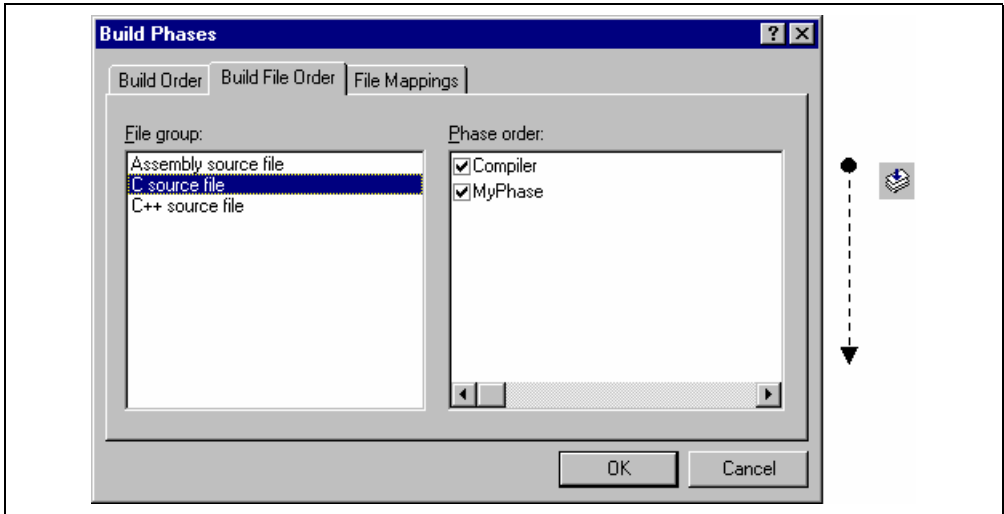 Build Phases
Build Order
Build File Order
File Mappings
File group:
Phase order:
Assembly source file
C source file
C++ source file
Compiler
MyPhase
OK
Cancel